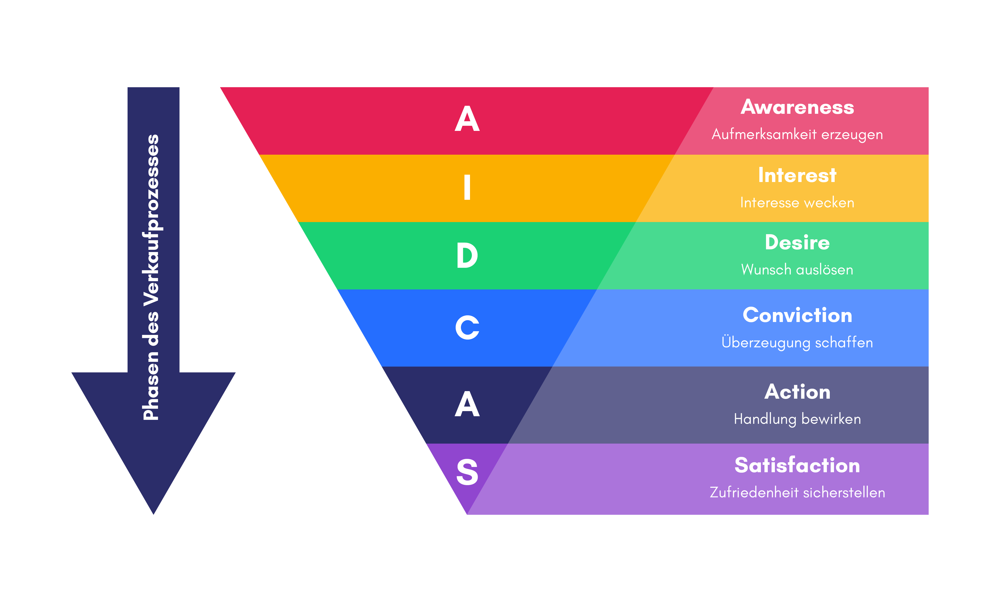 Phasen des Verkaufprozesses
A
Awareness
Aufmerksamkeit erzeugen
I
Interest
Interesse wecken
D
Desire
Wunsch auslösen
C
Conviction
Überzeugung schaffen
A
Action
Handlung bewirken
S
Satisfaction
Zufriedenheit sicherstellen